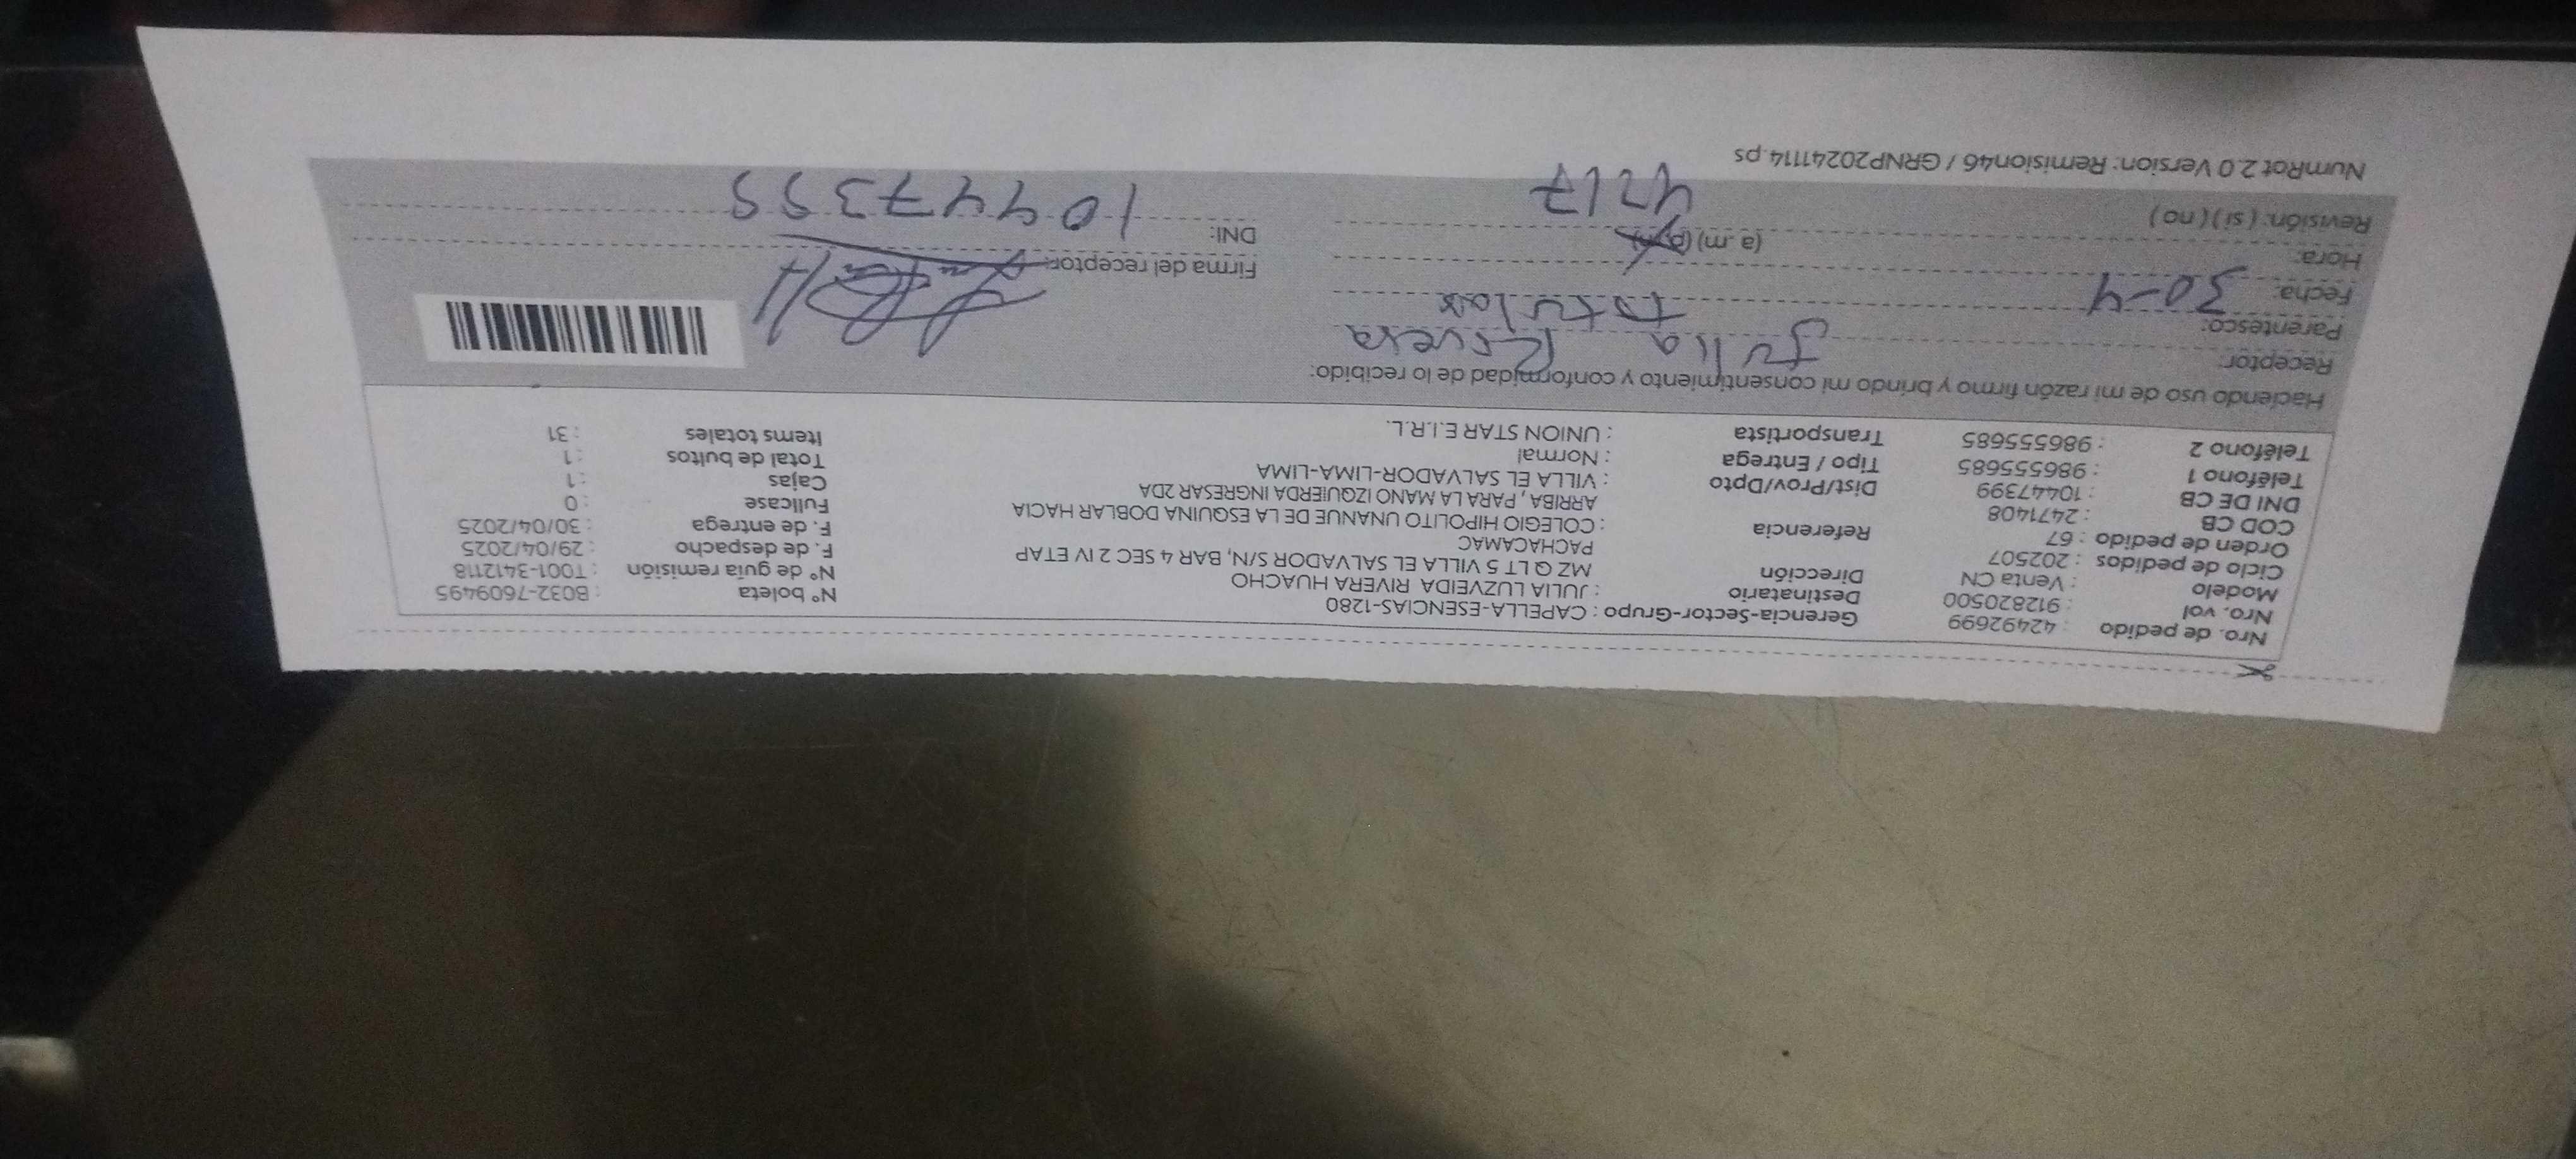 Nro. de pedido : 42492699
Nro. vol : 912820500
Modelo : Venta CN
Ciclo de pedidos : 202507
Orden de pedido : 67
COD CB : 2471408
DNI DE CB : 10447399
Teléfono 1 : 986555685
Teléfono 2 : 986555685
Gerencia-Sector-Grupo : CAPELLA-ESENCIAS-1280
Destinatario : JULIA LUZVEIDA RIVERA HUACHO
Dirección MZ Q LT 5 VILLA EL SALVADOR S/N, BAR 4 SEC 2 IV ETAP
PACHACAMAC
Referencia : COLEGIO HIPOLITO UNANUE DE LA ESQUINA DOBLAR HACIA
ARRIBA , PARA LA MANO IZQUIERDA INGRESAR 2DA
Dist/Prov/Dpto : VILLA EL SALVADOR-LIMA-LIMA
Tipo / Entrega : Normal
Transportista : UNION STAR E.I.R.L.
N° boleta : B032-7609495
N° de guía remisión : T001-3412118
F. de despacho : 29/04/2025
F. de entrega : 30/04/2025
Fullcase : 0
Cajas : 1
Total de bultos : 1
Items totales : 31
Haciendo uso de mi razón firmo y brindo mi consentimiento y conformidad de lo recibido:
Receptor: Julia Rivera
Parentesco: titular
Fecha: 30-4
Hora: (a. m) (p. m)
Revisión: ( si ) ( no )
Firma del receptor:
DNI: 10447399
NumRot 2.0 Version: Remision46 / GRNP20241114.ps